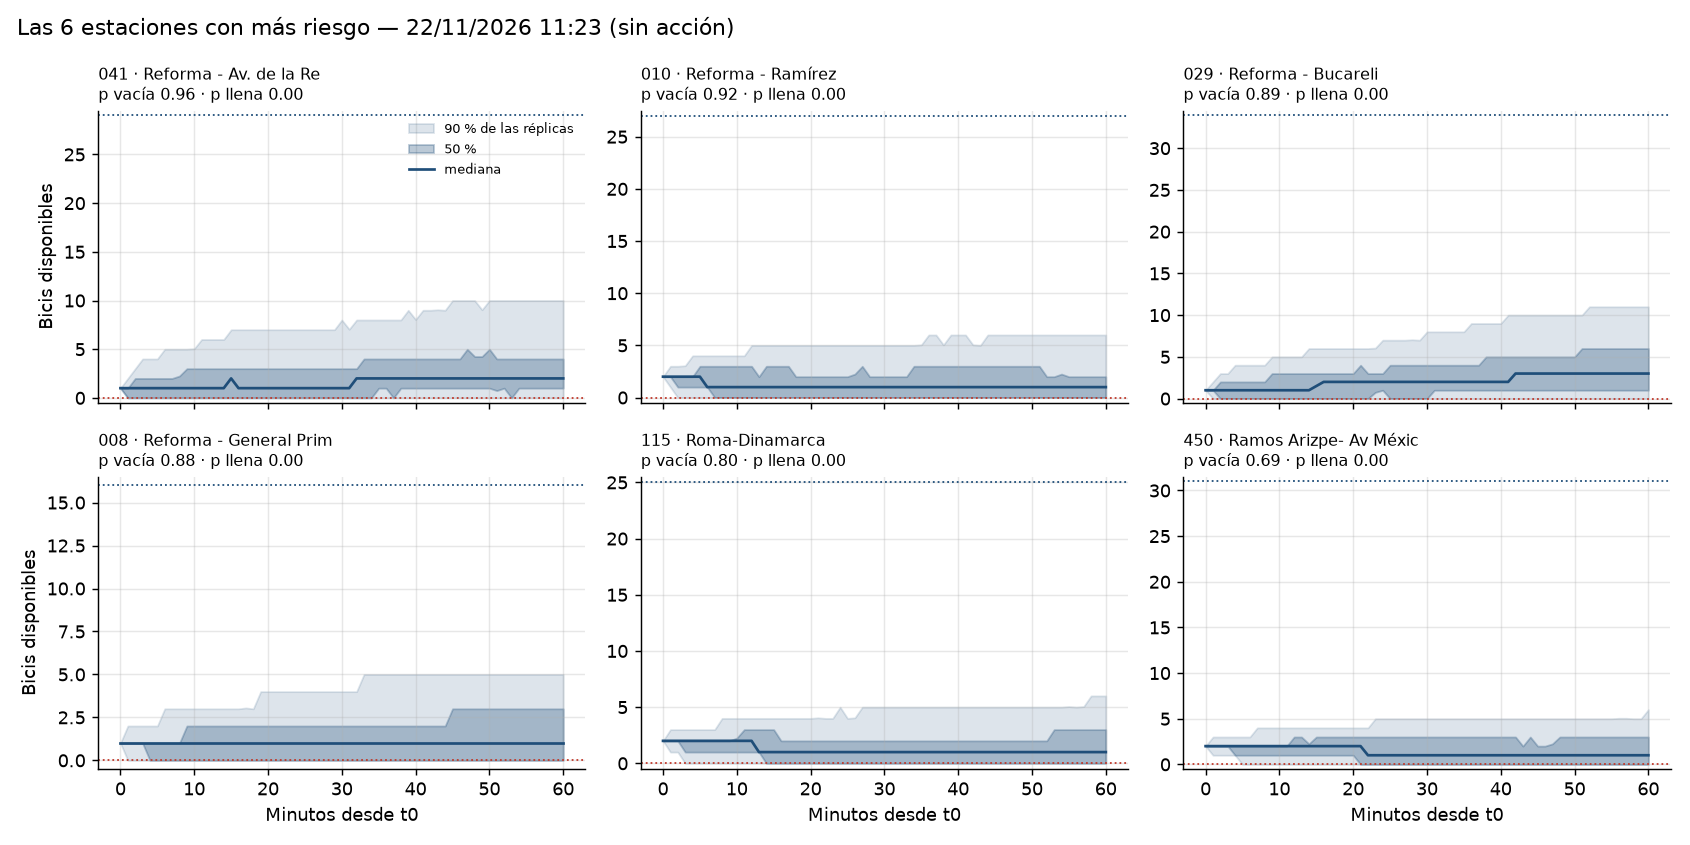 Las 6 estaciones con más riesgo — 22/11/2026 11:23 (sin acción)
041 · Reforma - Av. de la Re
p vacía 0.96 · p llena 0.00
90 % de las réplicas
50 %
mediana
Bicis disponibles
25
20
15
10
5
0
010 · Reforma - Ramírez
p vacía 0.92 · p llena 0.00
25
20
15
10
5
0
029 · Reforma - Bucareli
p vacía 0.89 · p llena 0.00
30
25
20
15
10
5
0
008 · Reforma - General Prim
p vacía 0.88 · p llena 0.00
Bicis disponibles
15.0
12.5
10.0
7.5
5.0
2.5
0.0
0 10 20 30 40 50 60
Minutos desde t0
115 · Roma-Dinamarca
p vacía 0.80 · p llena 0.00
25
20
15
10
5
0
0 10 20 30 40 50 60
Minutos desde t0
450 · Ramos Arizpe- Av Méxic
p vacía 0.69 · p llena 0.00
30
25
20
15
10
5
0
0 10 20 30 40 50 60
Minutos desde t0